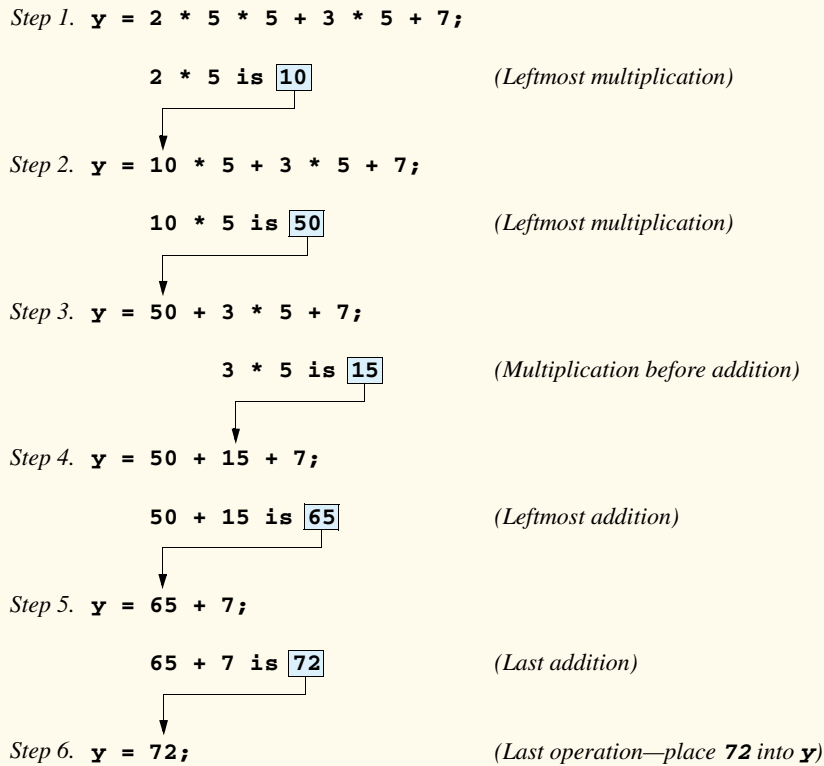 Step 1. y = 2 * 5 * 5 + 3 * 5 + 7;
2 * 5 is 10 (Leftmost multiplication)
Step 2. y = 10 * 5 + 3 * 5 + 7;
10 * 5 is 50 (Leftmost multiplication)
Step 3. y = 50 + 3 * 5 + 7;
3 * 5 is 15 (Multiplication before addition)
Step 4. y = 50 + 15 + 7;
50 + 15 is 65 (Leftmost addition)
Step 5. y = 65 + 7;
65 + 7 is 72 (Last addition)
Step 6. y = 72; (Last operation—place 72 into y)